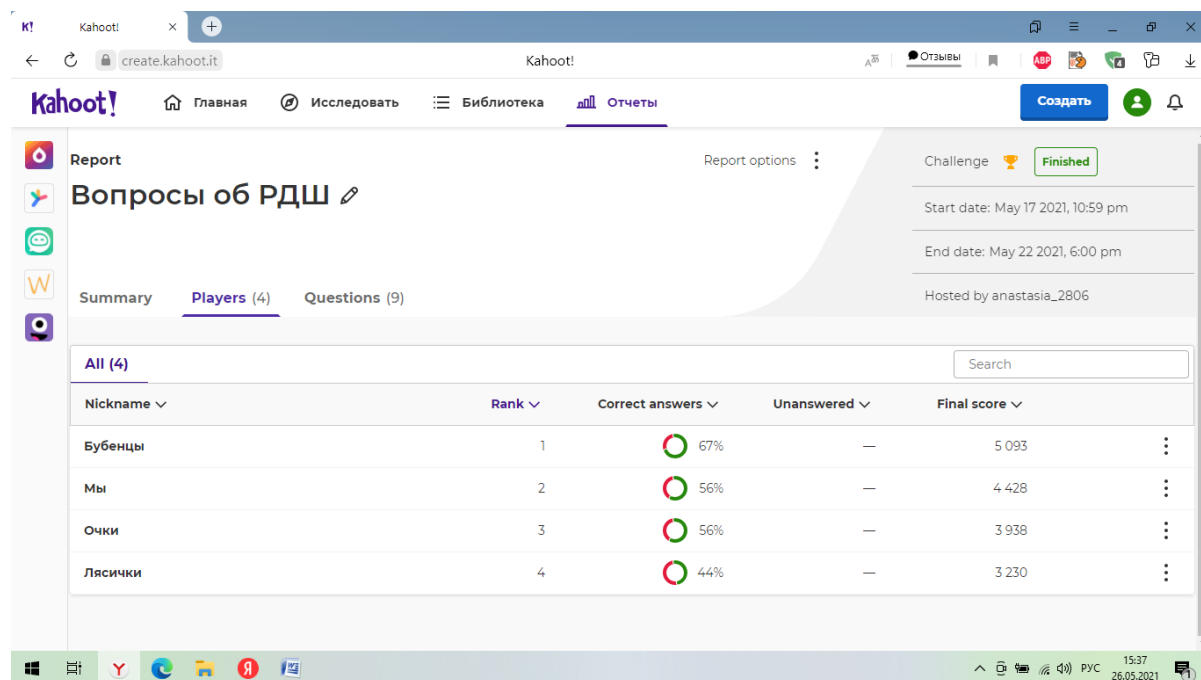 K! Kahoot!
create.kahoot.it Kahoot! Отзывы ABP 4
Kahoot! Главная Исследовать Библиотека Отчеты Создать
Report Report options Challenge Finished
Вопросы об РДШ
Start date: May 17 2021, 10:59 pm
End date: May 22 2021, 6:00 pm
W
Summary Players (4) Questions (9) Hosted by anastasia_2806
All (4) Search
Nickname Rank Correct answers Unanswered Final score
Бубенцы 1 67% — 5 093
Мы 2 56% — 4 428
Очки 3 56% — 3 938
Лясички 4 44% — 3 230
Y Я W РУС 15:37
26.05.2021 1